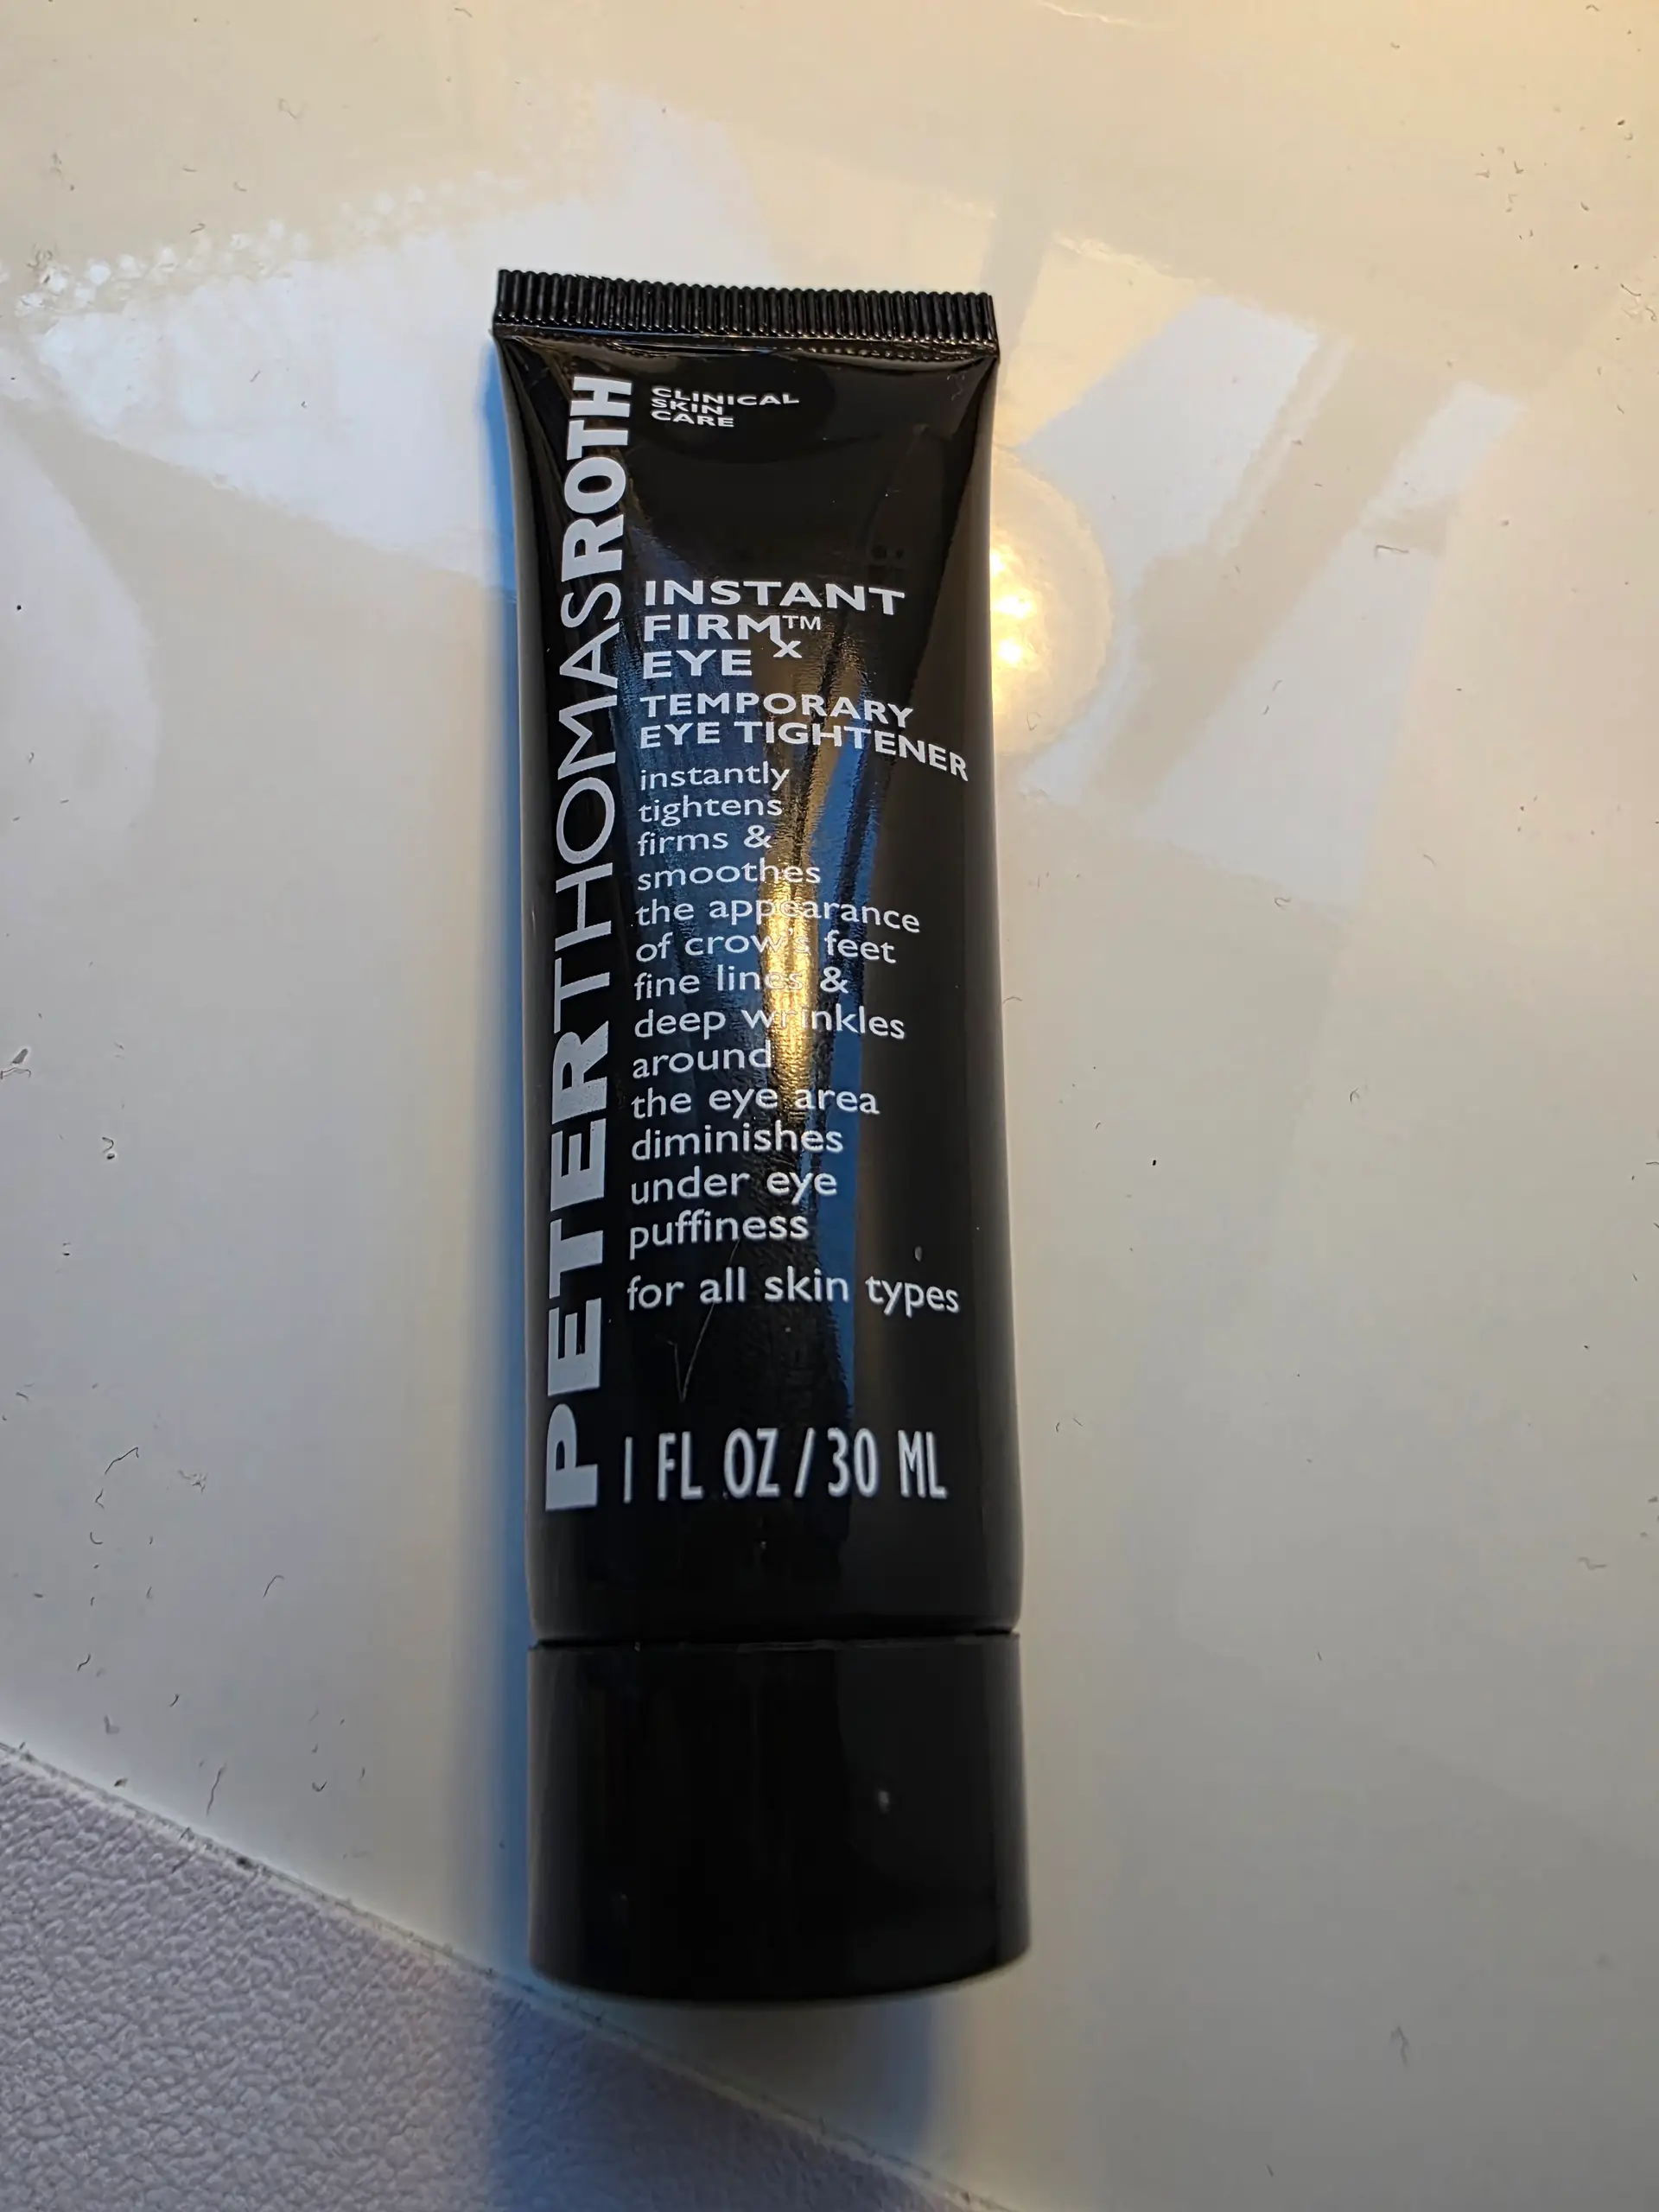 PETERTHOMASROTH
CLINICAL
SKIN
CARE
INSTANT
FIRMx™
EYE
TEMPORARY
EYE TIGHTENER
instantly
tightens
firms &
smoothes
the appearance
of crow's feet
fine lines &
deep wrinkles
around
the eye area
diminishes
under eye
puffiness
for all skin types
1 FL OZ / 30 ML